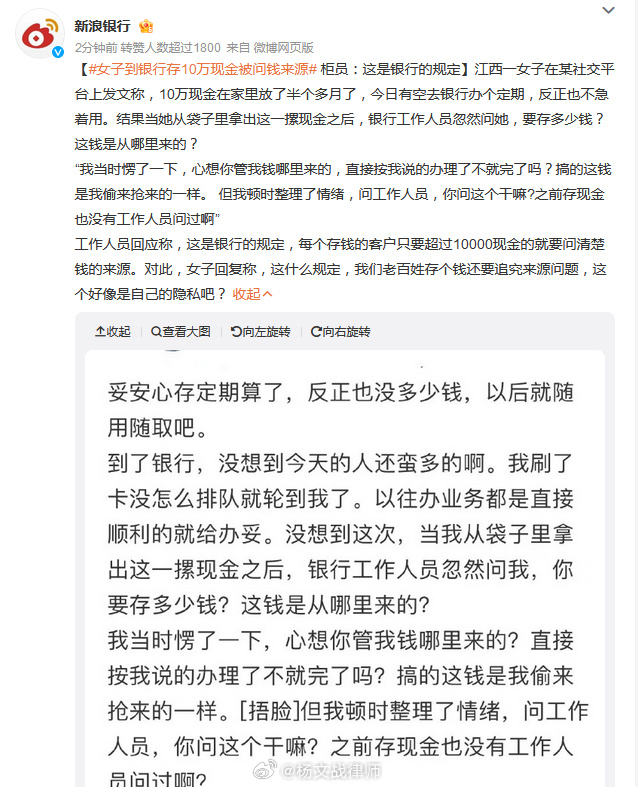 新浪银行
2分钟前 转赞人数超过1800 来自 微博网页版
【#女子到银行存10万现金被问钱来源# 柜员：这是银行的规定】江西一女子在某社交平
台上发文称，10万现金在家里放了半个多月了，今日有空去银行办个定期，反正也不急
着用。结果当她从袋子里拿出这一摞现金之后，银行工作人员忽然问她，要存多少钱？
这钱是从哪里来的？
“我当时愣了一下，心想你管我钱哪里来的，直接按我说的办理了不就完了吗？搞的这钱
是我偷来抢来的一样。 但我顿时整理了情绪，问工作人员，你问这个干嘛?之前存现金
也没有工作人员问过啊”
工作人员回应称，这是银行的规定，每个存钱的客户只要超过10000现金的就要问清楚
钱的来源。对此，女子回复称，这什么规定，我们老百姓存个钱还要追究来源问题，这
个好像是自己的隐私吧？ 收起
收起 查看大图 向左旋转 向右旋转
妥安心存定期算了，反正也没多少钱，以后就随
用随取吧。
到了银行，没想到今天的人还蛮多的啊。我刷了
卡没怎么排队就轮到我了。以往办业务都是直接
顺利的就给办妥。没想到这次，当我从袋子里拿
出这一摞现金之后，银行工作人员忽然问我，你
要存多少钱？这钱是从哪里来的？
我当时愣了一下，心想你管我钱哪里来的？直接
按我说的办理了不就完了吗？搞的这钱是我偷来
抢来的一样。[捂脸]但我顿时整理了情绪，问工作
人员，你问这个干嘛？之前存现金也没有工作人
员问过啊？
@杨文战律师